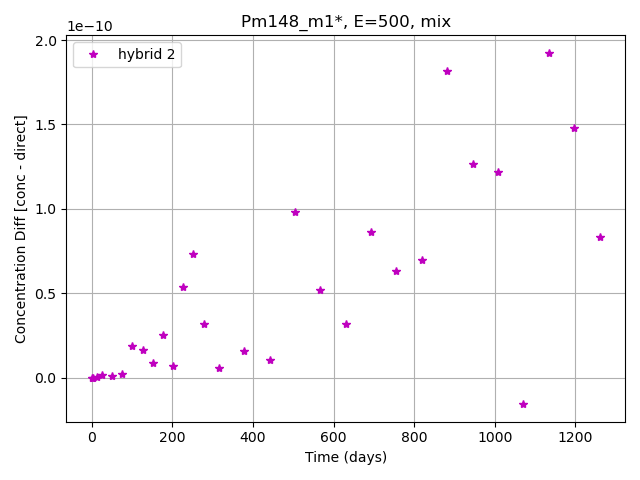 Pm148_m1*, E=500, mix
1e−10
hybrid 2
2.0
1.5
1.0
0.5
0.0
Concentration Diff [conc - direct]
0 200 400 600 800 1000 1200
Time (days)